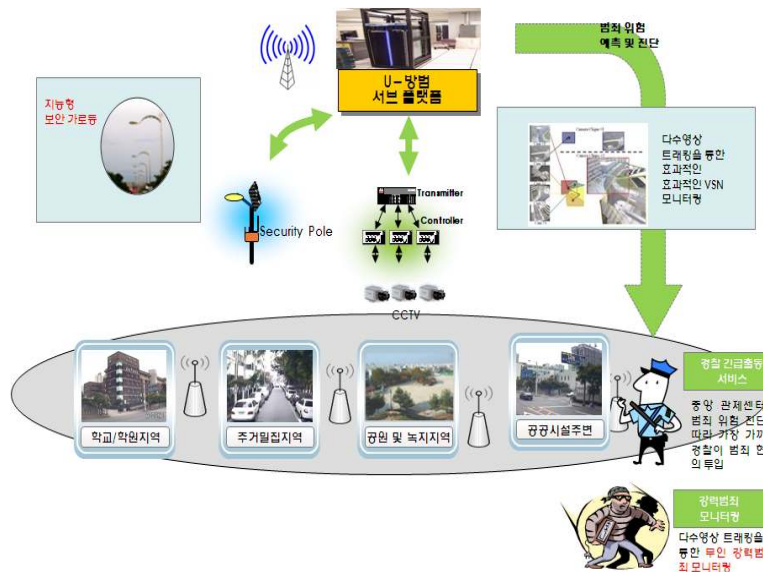 범죄 위험
예측 및 진단
U-방범
서브 플랫폼
지능형
보안 가로등
다수영상
트래킹을 통한
효과적인
효과적인 VSN
모니터링
Transmitter
Controller
Security Pole
CCTV
학교/학원지역
주거밀집지역
공원 및 녹지지역
공공시설주변
경찰 긴급출동
서비스
중앙 관제센터
범죄 위험 진단
따라 가장 가까
경찰이 범죄 현
의 투입
강력범죄
모니터링
다수영상 트래킹을
통한 무인 강력범
죄 모니터링